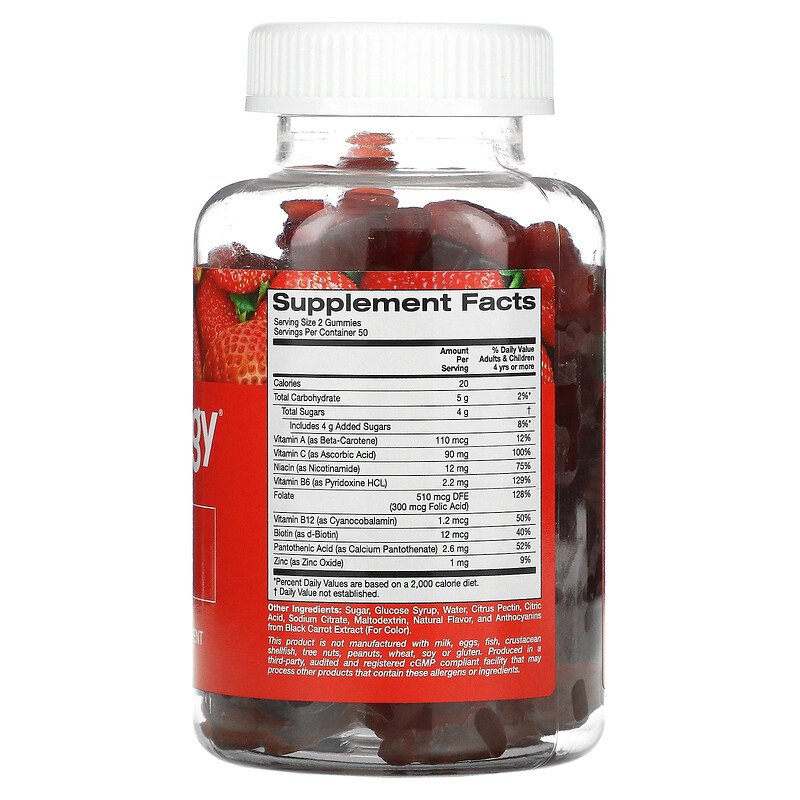 Supplement Facts
Serving Size 2 Gummies
Servings Per Container 50
Amount Per Serving % Daily Value Adults & Children 4 yrs or more
Calories 20
Total Carbohydrate 5 g 2%*
Total Sugars 4 g †
Includes 4 g Added Sugars 8%*
Vitamin A (as Beta-Carotene) 110 mcg 12%
Vitamin C (as Ascorbic Acid) 90 mg 100%
Niacin (as Nicotinamide) 12 mg 75%
Vitamin B6 (as Pyridoxine HCL) 2.2 mg 129%
Folate 510 mcg DFE 128%
(300 mcg Folic Acid)
Vitamin B12 (as Cyanocobalamin) 1.2 mcg 50%
Biotin (as d-Biotin) 12 mcg 40%
Pantothenic Acid (as Calcium Pantothenate) 2.6 mg 52%
Zinc (as Zinc Oxide) 1 mg 9%
*Percent Daily Values are based on a 2,000 calorie diet.
† Daily Value not established.
Other Ingredients: Sugar, Glucose Syrup, Water, Citrus Pectin, Citric
Acid, Sodium Citrate, Maltodextrin, Natural Flavor, and Anthocyanins
from Black Carrot Extract (For Color).
This product is not manufactured with milk, eggs, fish, crustacean
shellfish, tree nuts, peanuts, wheat, soy or gluten. Produced in a
third-party, audited and registered cGMP compliant facility that may
process other products that contain these allergens or ingredients.
gy®
ENT